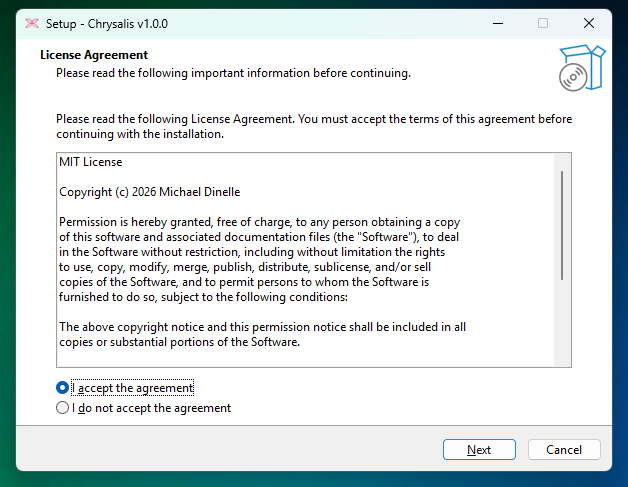 Setup - Chrysalis v1.0.0
License Agreement
Please read the following important information before continuing.
Please read the following License Agreement. You must accept the terms of this agreement before
continuing with the installation.
MIT License
Copyright (c) 2026 Michael Dinelle
Permission is hereby granted, free of charge, to any person obtaining a copy
of this software and associated documentation files (the "Software"), to deal
in the Software without restriction, including without limitation the rights
to use, copy, modify, merge, publish, distribute, sublicense, and/or sell
copies of the Software, and to permit persons to whom the Software is
furnished to do so, subject to the following conditions:
The above copyright notice and this permission notice shall be included in all
copies or substantial portions of the Software.
I accept the agreement
I do not accept the agreement
Next
Cancel